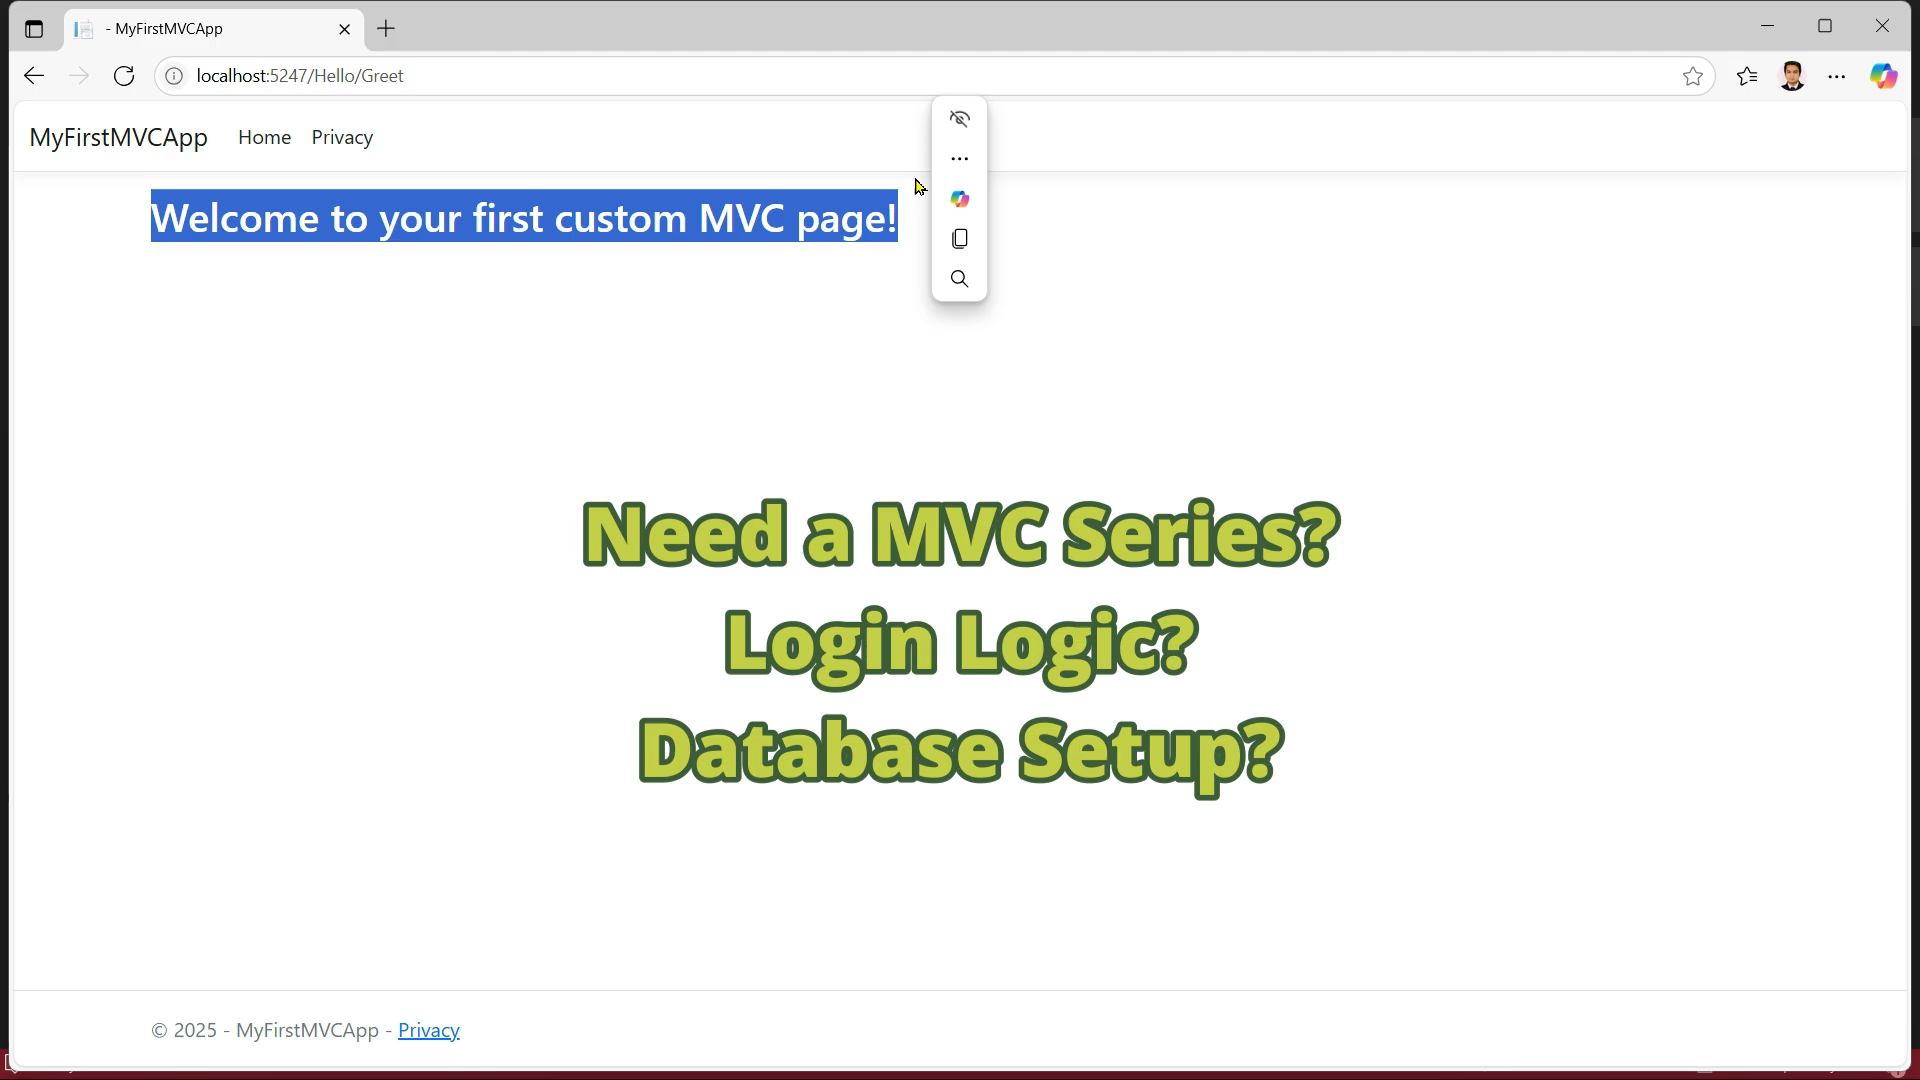 - MyFirstMVCApp
localhost:5247/Hello/Greet
MyFirstMVCApp Home Privacy
Welcome to your first custom MVC page!
Need a MVC Series?
Login Logic?
Database Setup?
© 2025 - MyFirstMVCApp - Privacy